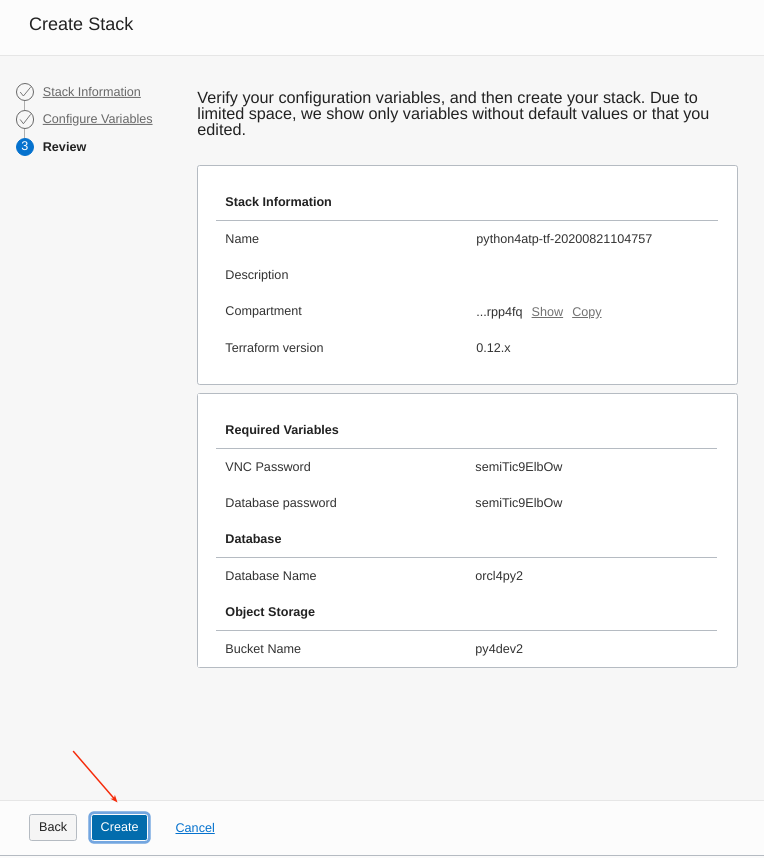 Create Stack
Stack Information
Configure Variables
3 Review
Verify your configuration variables, and then create your stack. Due to
limited space, we show only variables without default values or that you
edited.
Stack Information
Name python4atp-tf-20200821104757
Description
Compartment ...rpp4fq Show Copy
Terraform version 0.12.x
Required Variables
VNC Password semiTic9ElbOw
Database password semiTic9ElbOw
Database
Database Name orcl4py2
Object Storage
Bucket Name py4dev2
Back Create Cancel